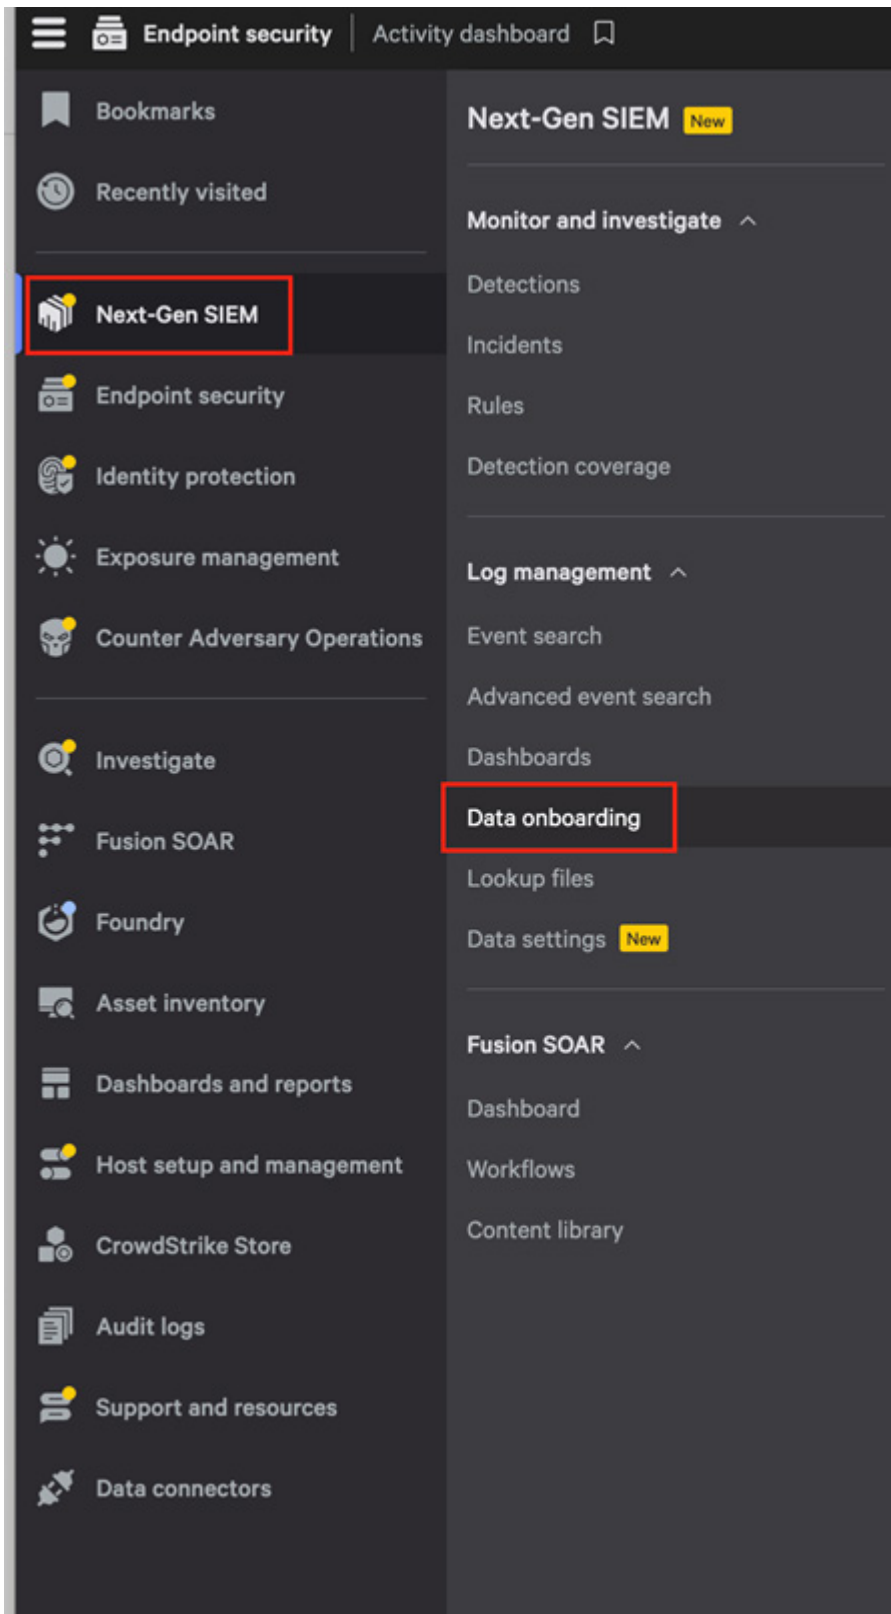 Endpoint security | Activity dashboard
Bookmarks
Recently visited
Next-Gen SIEM
Endpoint security
Identity protection
Exposure management
Counter Adversary Operations
Investigate
Fusion SOAR
Foundry
Asset inventory
Dashboards and reports
Host setup and management
CrowdStrike Store
Audit logs
Support and resources
Data connectors
Next-Gen SIEM New
Monitor and investigate
Detections
Incidents
Rules
Detection coverage
Log management
Event search
Advanced event search
Dashboards
Data onboarding
Lookup files
Data settings New
Fusion SOAR
Dashboard
Workflows
Content library